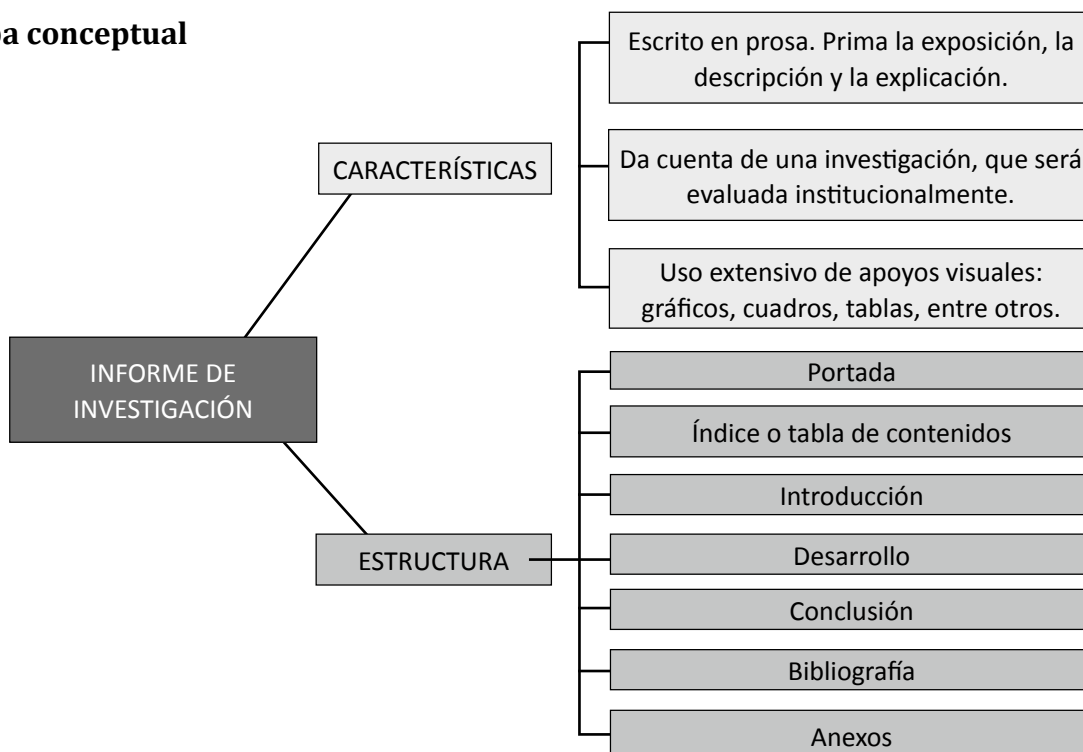 a conceptual
Escrito en prosa. Prima la exposición, la
descripción y la explicación.
CARACTERÍSTICAS
Da cuenta de una investigación, que será
evaluada institucionalmente.
Uso extensivo de apoyos visuales:
gráficos, cuadros, tablas, entre otros.
INFORME DE
INVESTIGACIÓN
ESTRUCTURA
Portada
Índice o tabla de contenidos
Introducción
Desarrollo
Conclusión
Bibliografía
Anexos